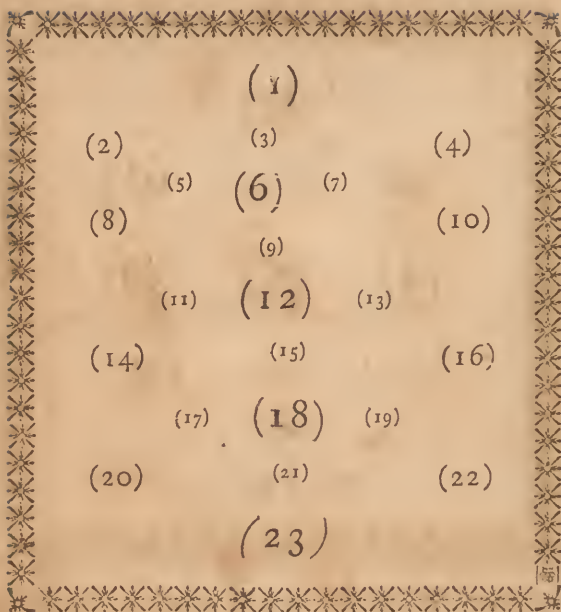 (1)
(2) (3) (4)
(5) (6) (7)
(8) (10)
(9)
(11) (12) (13)
(14) (15) (16)
(17) (18) (19)
(20) (21) (22)
(23)